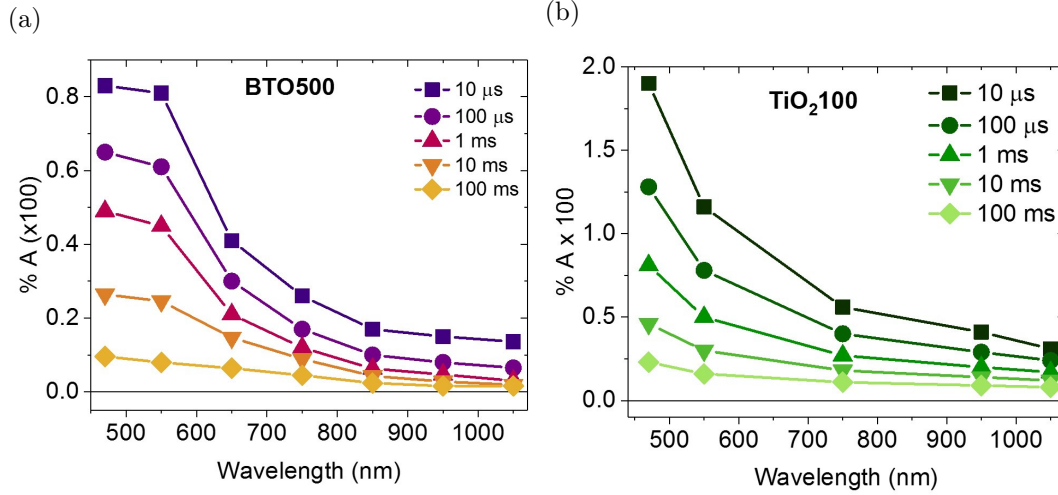 (a)
BTO500
10 μs
100 μs
1 ms
10 ms
100 ms
0.8
0.6
0.4
0.2
0.0
% A (x100)
500 600 700 800 900 1000
Wavelength (nm)
(b)
TiO₂100
10 μs
100 μs
1 ms
10 ms
100 ms
2.0
1.5
1.0
0.5
0.0
% A x 100
500 600 700 800 900 1000
Wavelength (nm)